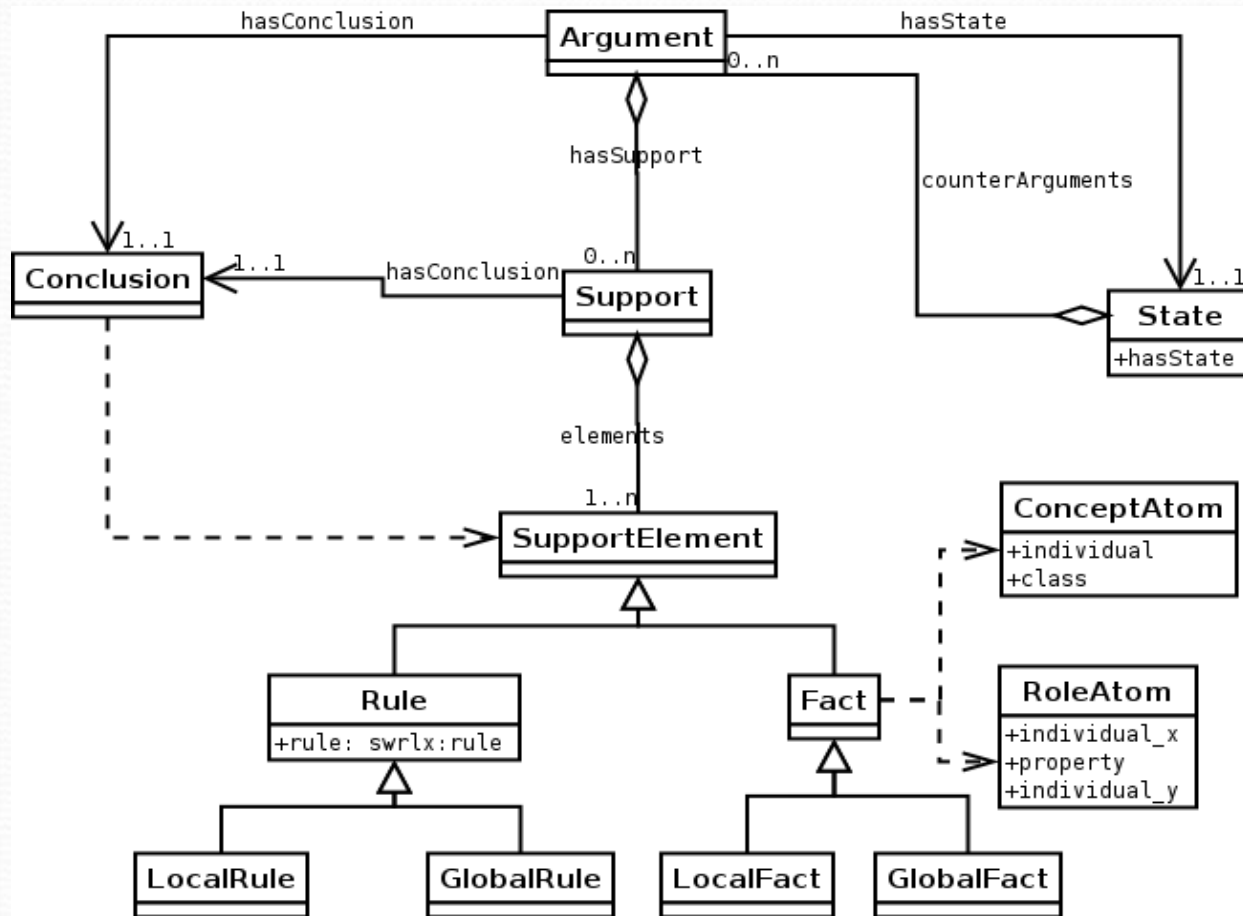 hasConclusion
Argument
hasState
0..n
hasSupport
counterArguments
1..1
Conclusion
1..1
hasConclusion
0..n
Support
1..1
State
+hasState
elements
1..n
SupportElement
ConceptAtom
+individual
+class
Rule
+rule: swrlx:rule
Fact
RoleAtom
+individual_x
+property
+individual_y
LocalRule
GlobalRule
LocalFact
GlobalFact